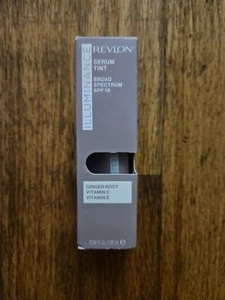 REVLON
ILLUMINANCE
SERUM
TINT
BROAD
SPECTRUM
SPF 15
GINGER ROOT
VITAMIN C
VITAMIN E